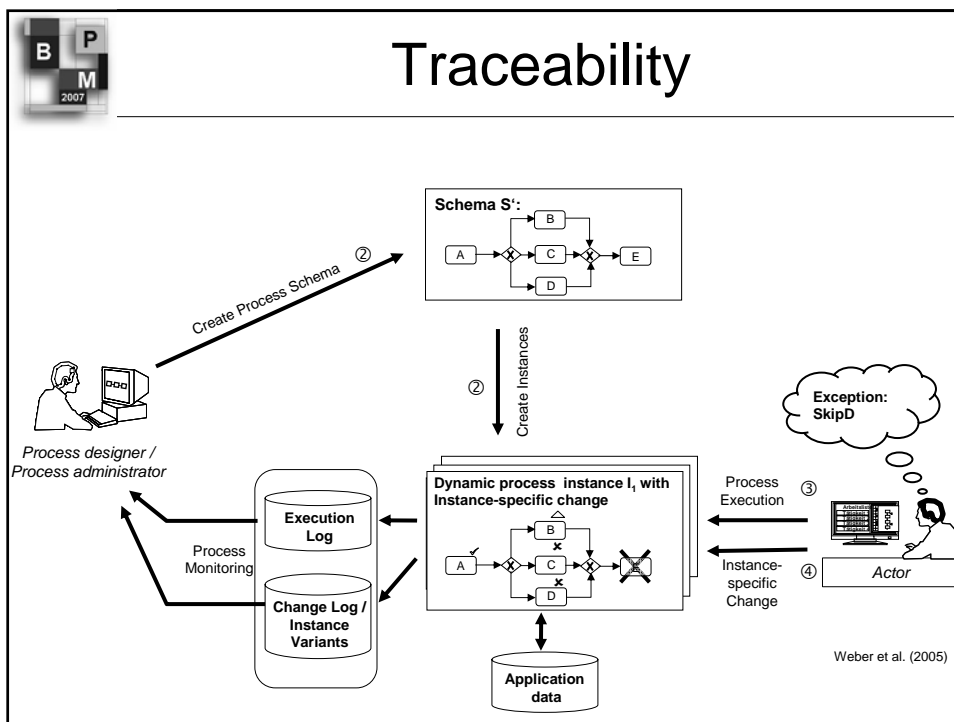 B P M
2007
Traceability
Schema S‘:
A
B
C
D
E
Create Process Schema
②
②
Create Instances
Process designer /
Process administrator
Exception:
SkipD
Dynamic process instance I1 with
Instance-specific change
A
B
C
D
Execution
Log
Process
Monitoring
Change Log /
Instance
Variants
Process
Execution
③
Instance-
specific
Change
④
Arbeitslist
Actor
Application
data
Weber et al. (2005)